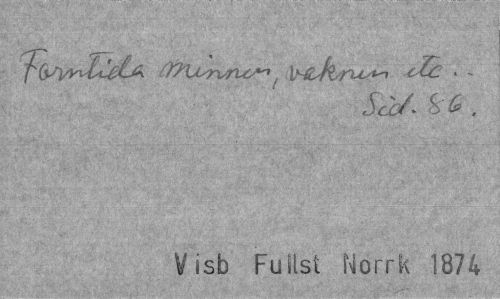 Forntida minnen, vaknen etc..
Sid. 86.
Visb Fullst Norrk 1874